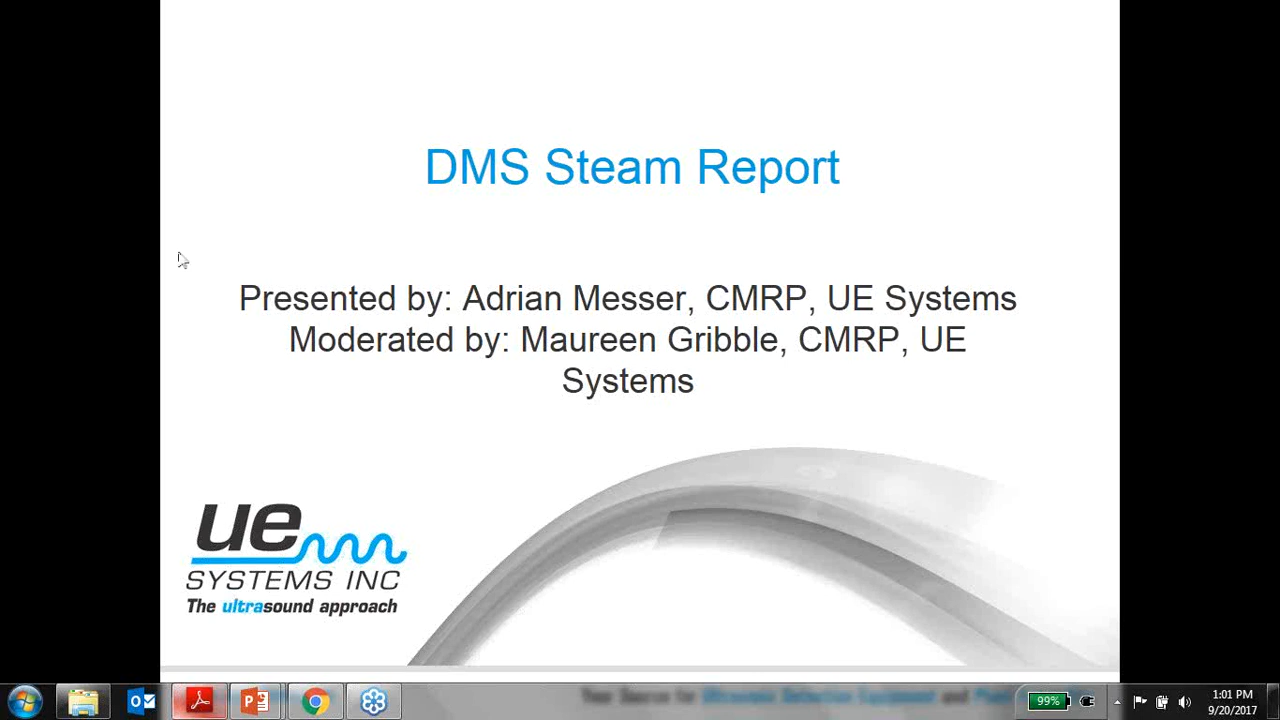 DMS Steam Report
Presented by: Adrian Messer, CMRP, UE Systems
Moderated by: Maureen Gribble, CMRP, UE
Systems
ue
SYSTEMS INC
The ultrasound approach
99%
1:01 PM
9/20/2017